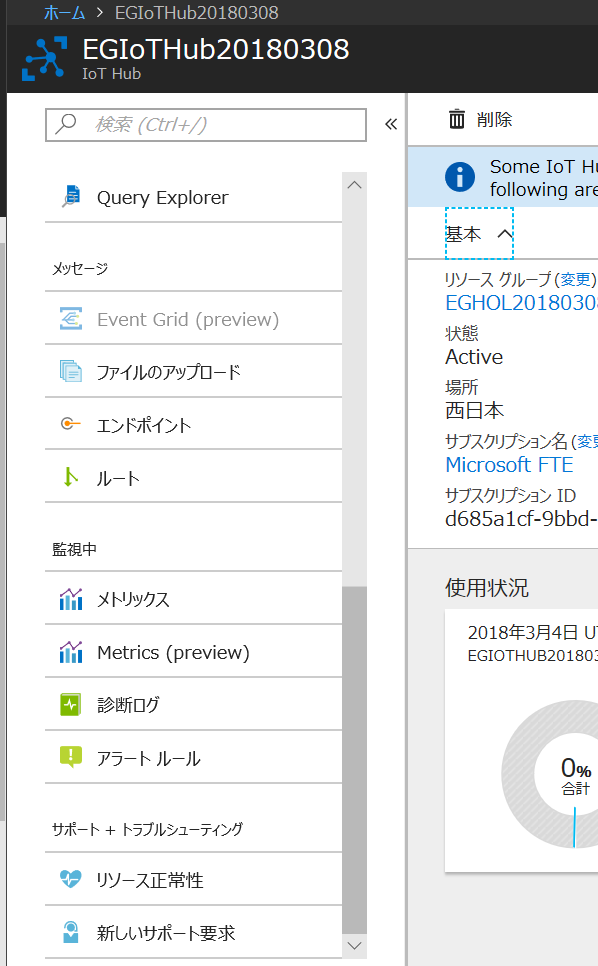 ホーム > EGIoTHub20180308
EGIoTHub20180308
IoT Hub
検索 (Ctrl+/)
Query Explorer
メッセージ
Event Grid (preview)
ファイルのアップロード
エンドポイント
ルート
監視中
メトリックス
Metrics (preview)
診断ログ
アラート ルール
サポート + トラブルシューティング
リソース正常性
新しいサポート要求
削除
Some IoT Hu
following are
基本
リソース グループ (変更)
EGHOL20180308
状態
Active
場所
西日本
サブスクリプション名 (変更
Microsoft FTE
サブスクリプション ID
d685a1cf-9bbd-
使用状況
2018年3月4日 UT
EGIOTHUB201803
0%
合計